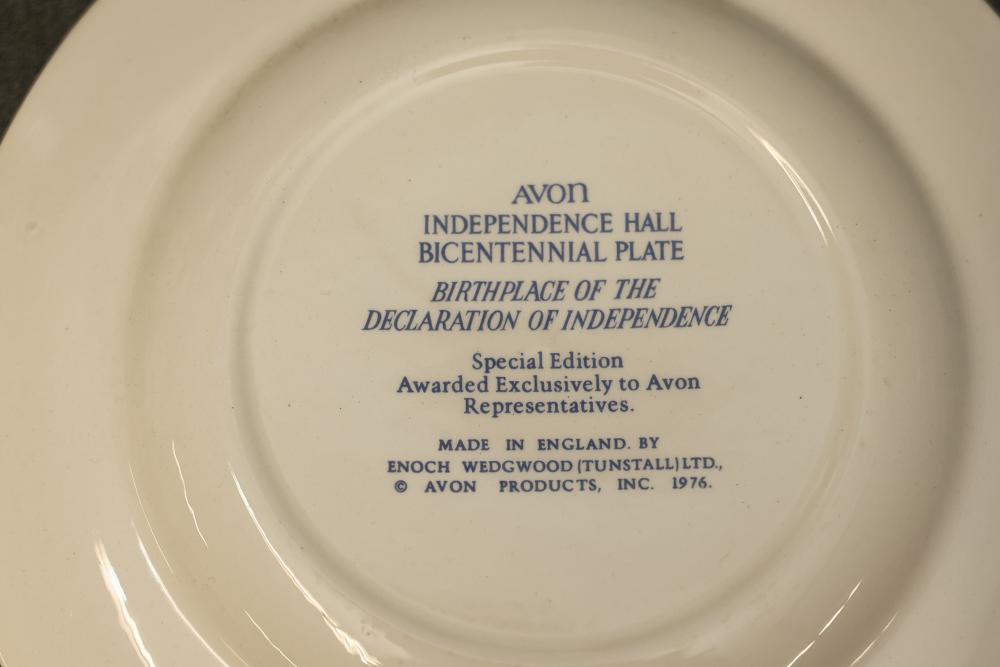 AVON
INDEPENDENCE HALL
BICENTENNIAL PLATE
BIRTHPLACE OF THE
DECLARATION OF INDEPENDENCE
Special Edition
Awarded Exclusively to Avon
Representatives.
MADE IN ENGLAND. BY
ENOCH WEDGWOOD (TUNSTALL) LTD.,
© AVON PRODUCTS, INC. 1976.